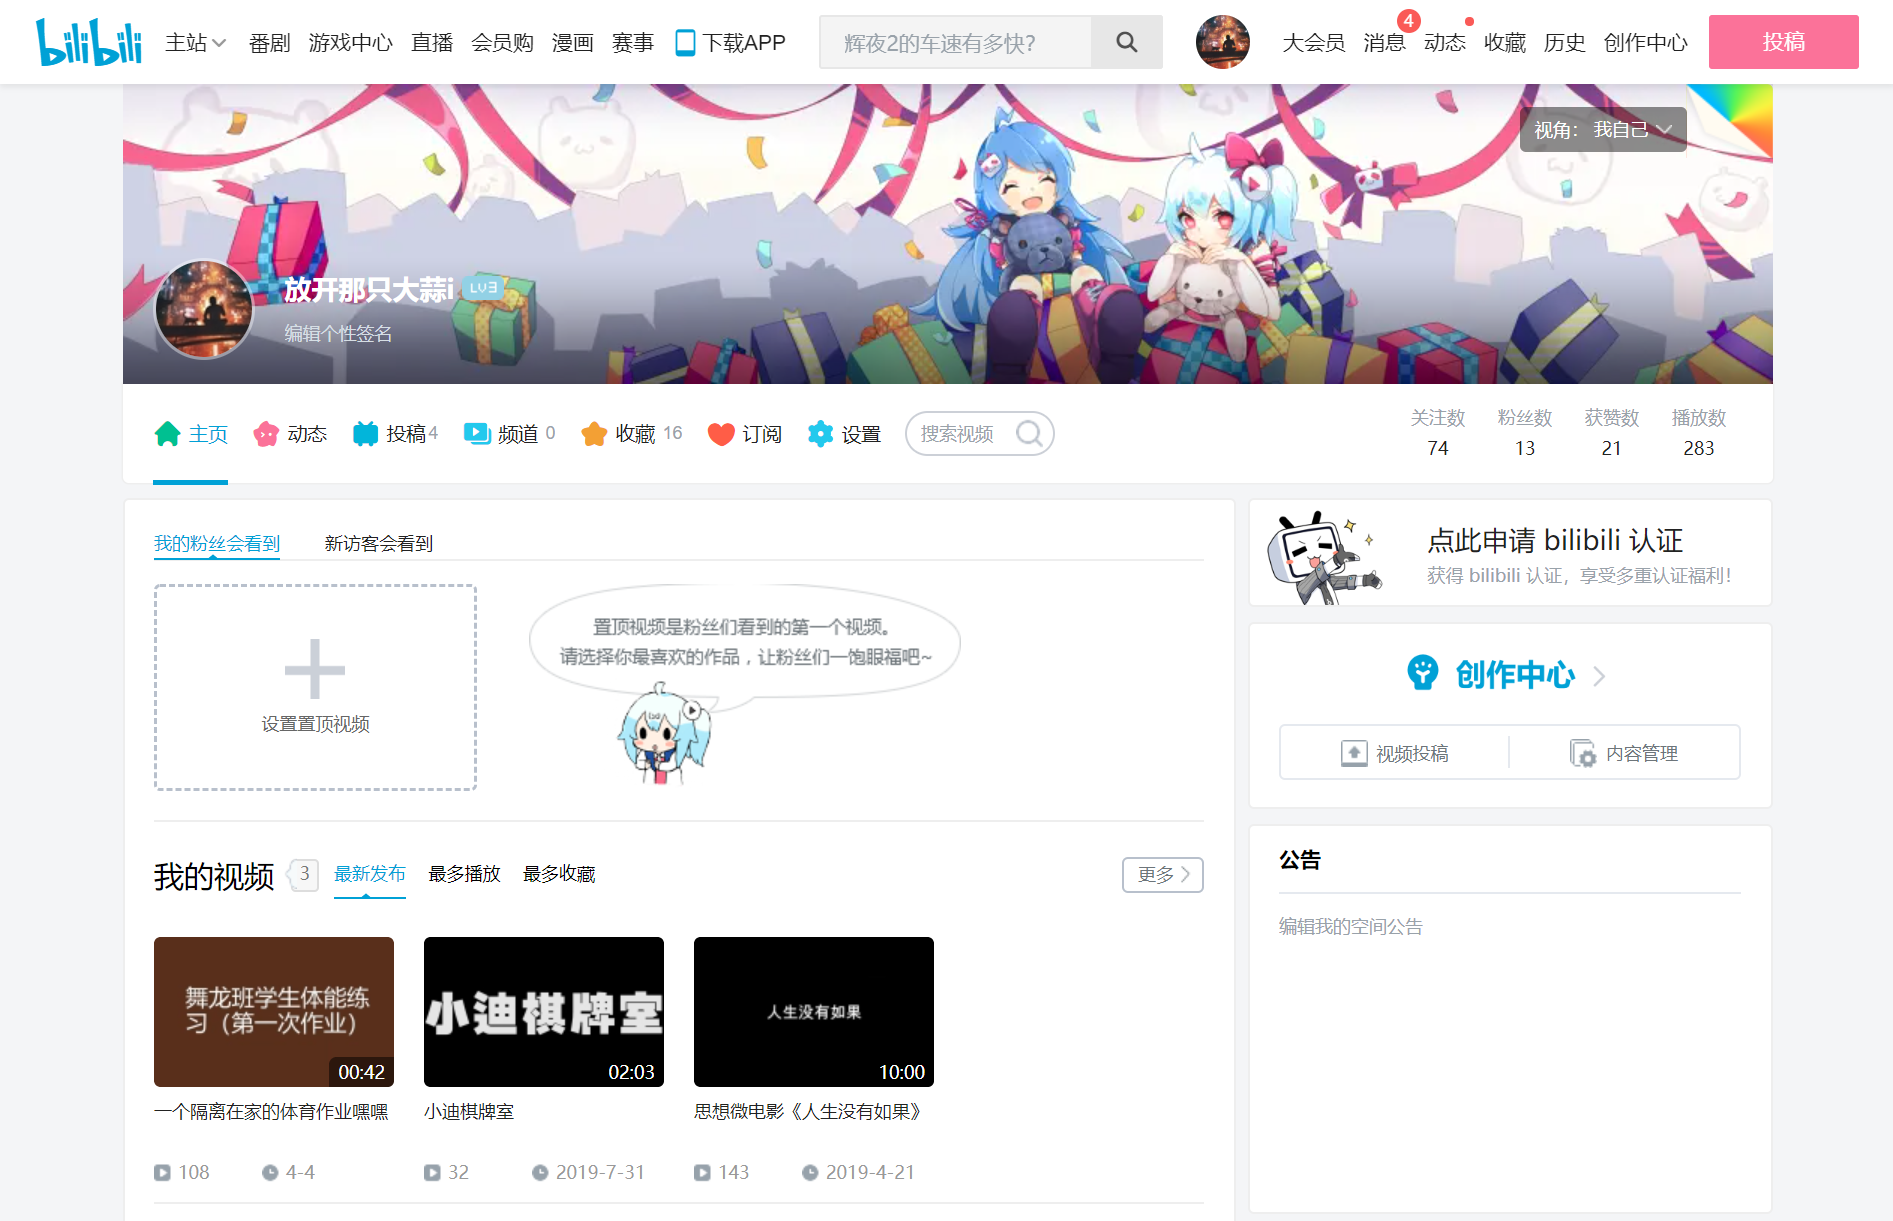 bilibili 主站 番剧 游戏中心 直播 会员购 漫画 赛事 下载APP 辉夜2的车速有多快? 大会员 消息 4 动态 收藏 历史 创作中心 投稿
视角： 我自己
放开那只大蒜i LV3
编辑个性签名
主页 动态 投稿 4 频道 0 收藏 16 订阅 设置 搜索视频
关注数 粉丝数 获赞数 播放数
74 13 21 283
我的粉丝会看到 新访客会看到
设置置顶视频
置顶视频是粉丝们看到的第一个视频。
请选择你最喜欢的作品，让粉丝们一饱眼福吧~
点此申请 bilibili 认证
获得 bilibili 认证，享受多重认证福利！
创作中心
视频投稿 内容管理
公告
编辑我的空间公告
我的视频 3 最新发布 最多播放 最多收藏 更多
舞龙班学生体能练
习（第一次作业）
00:42
小迪棋牌室
02:03
人生没有如果
10:00
一个隔离在家的体育作业嘿嘿 小迪棋牌室 思想微电影《人生没有如果》
108 4-4 32 2019-7-31 143 2019-4-21